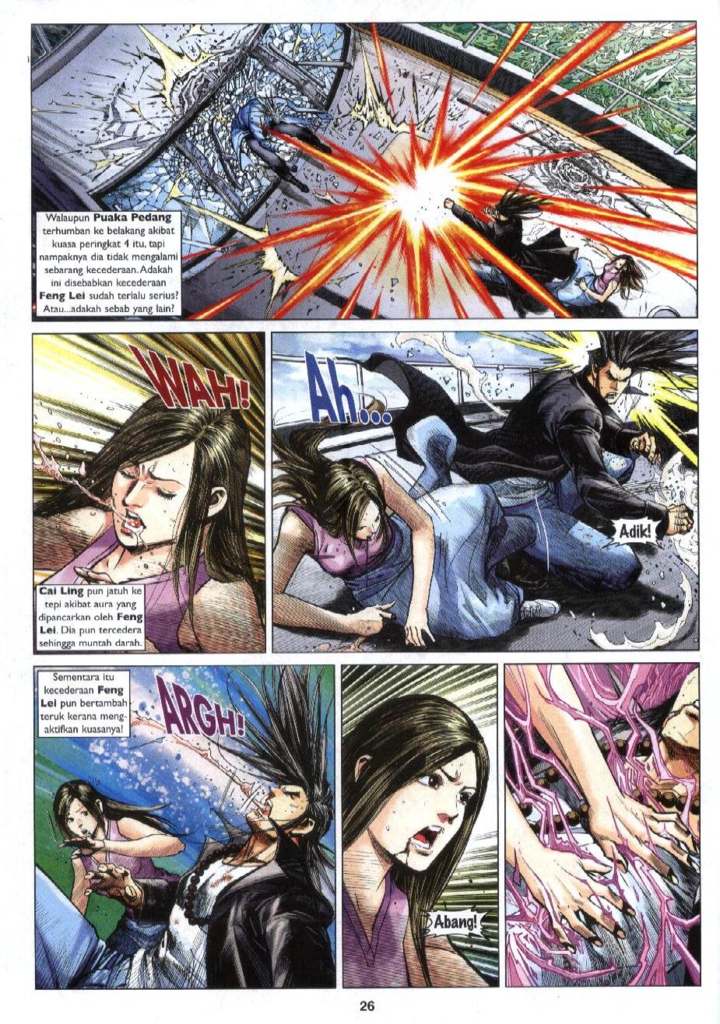 Walaupun Puaka Pedang
terhumban ke belakang akibat
kuasa peringkat 4 itu, tapi
nampaknya dia tidak mengalami
sebarang kecederaan. Adakah
ini disebabkan kecederaan
Feng Lei sudah terlalu serius?
Atau...adakah sebab yang lain?
WAH!
Cai Ling pun jatuh ke
tepi akibat aura yang
dipancarkan oleh Feng
Lei. Dia pun tercedera
sehingga muntah darah.
Ah...
Adik!
Sementara itu
kecederaan Feng
Lei pun bertambah
teruk kerana meng-
aktifkan kuasanya!
ARGH!
Abang!
26